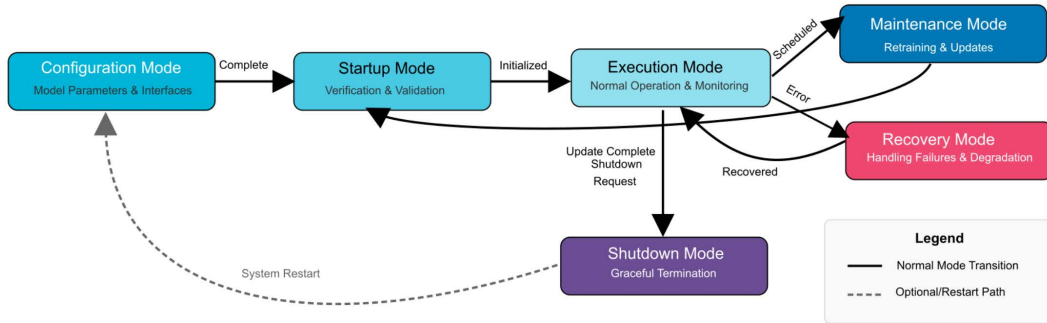 Configuration Mode
Model Parameters & Interfaces
Complete
Startup Mode
Verification & Validation
Initialized
Execution Mode
Normal Operation & Monitoring
Scheduled
Maintenance Mode
Retraining & Updates
Error
Recovery Mode
Handling Failures & Degradation
Recovered
Update Complete
Shutdown
Request
Shutdown Mode
Graceful Termination
System Restart
Legend
Normal Mode Transition
Optional/Restart Path